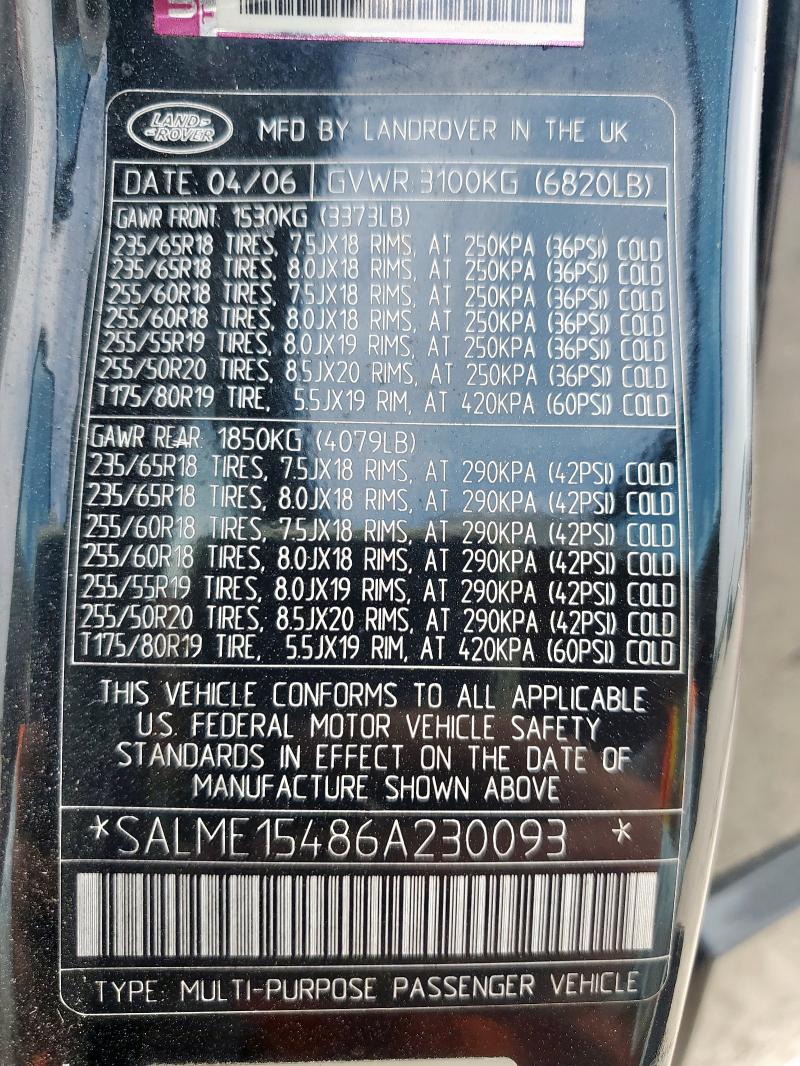 LAND-
-ROVER
MFD BY LANDROVER IN THE UK
DATE: 04/06 GVWR: 3100KG (6820LB)
GAWR FRONT: 1530KG (3373LB)
235/65R18 TIRES, 7.5JX18 RIMS, AT 250KPA (36PSI) COLD
235/65R18 TIRES, 8.0JX18 RIMS, AT 250KPA (36PSI) COLD
255/60R18 TIRES, 7.5JX18 RIMS, AT 250KPA (36PSI) COLD
255/60R18 TIRES, 8.0JX18 RIMS, AT 250KPA (36PSI) COLD
255/55R19 TIRES, 8.0JX19 RIMS, AT 250KPA (36PSI) COLD
255/50R20 TIRES, 8.5JX20 RIMS, AT 250KPA (36PSI) COLD
T175/80R19 TIRE, 5.5JX19 RIM, AT 420KPA (60PSI) COLD
GAWR REAR: 1850KG (4079LB)
235/65R18 TIRES, 7.5JX18 RIMS, AT 290KPA (42PSI) COLD
235/65R18 TIRES, 8.0JX18 RIMS, AT 290KPA (42PSI) COLD
255/60R18 TIRES, 7.5JX18 RIMS, AT 290KPA (42PSI) COLD
255/60R18 TIRES, 8.0JX18 RIMS, AT 290KPA (42PSI) COLD
255/55R19 TIRES, 8.0JX19 RIMS, AT 290KPA (42PSI) COLD
255/50R20 TIRES, 8.5JX20 RIMS, AT 290KPA (42PSI) COLD
T175/80R19 TIRE, 5.5JX19 RIM, AT 420KPA (60PSI) COLD
THIS VEHICLE CONFORMS TO ALL APPLICABLE
U.S. FEDERAL MOTOR VEHICLE SAFETY
STANDARDS IN EFFECT ON THE DATE OF
MANUFACTURE SHOWN ABOVE
*SALME15486A230093 *
TYPE: MULTI-PURPOSE PASSENGER VEHICLE